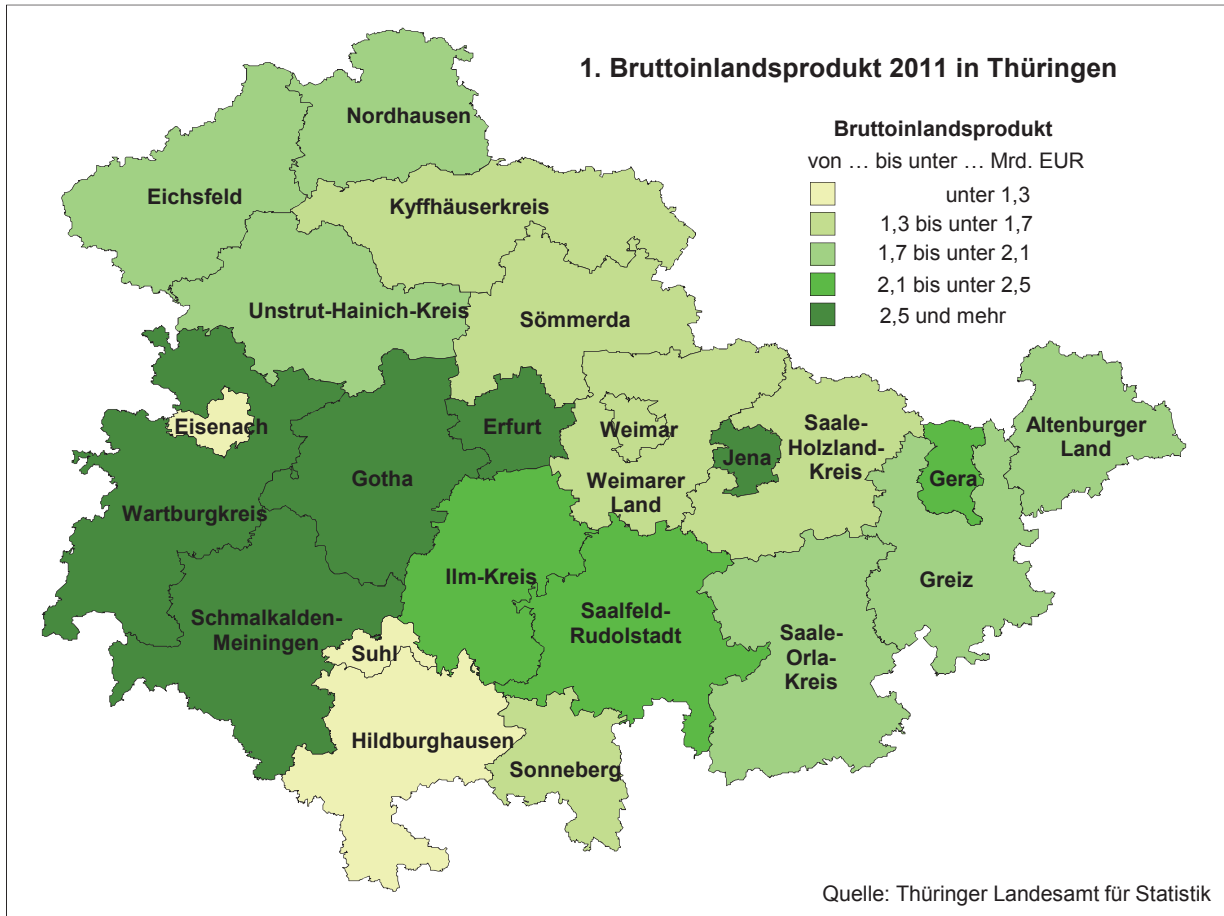 1. Bruttoinlandsprodukt 2011 in Thüringen
Bruttoinlandsprodukt
von … bis unter … Mrd. EUR
unter 1,3
1,3 bis unter 1,7
1,7 bis unter 2,1
2,1 bis unter 2,5
2,5 und mehr
Nordhausen
Eichsfeld
Kyffhäuserkreis
Unstrut-Hainich-Kreis
Sömmerda
Eisenach
Erfurt
Weimar
Saale-
Holzland-
Kreis
Altenburger
Land
Jena
Gotha
Weimarer
Land
Gera
Wartburgkreis
Ilm-Kreis
Greiz
Schmalkalden-
Meiningen
Saalfeld-
Rudolstadt
Saale-
Orla-
Kreis
Suhl
Hildburghausen
Sonneberg
Quelle: Thüringer Landesamt für Statistik